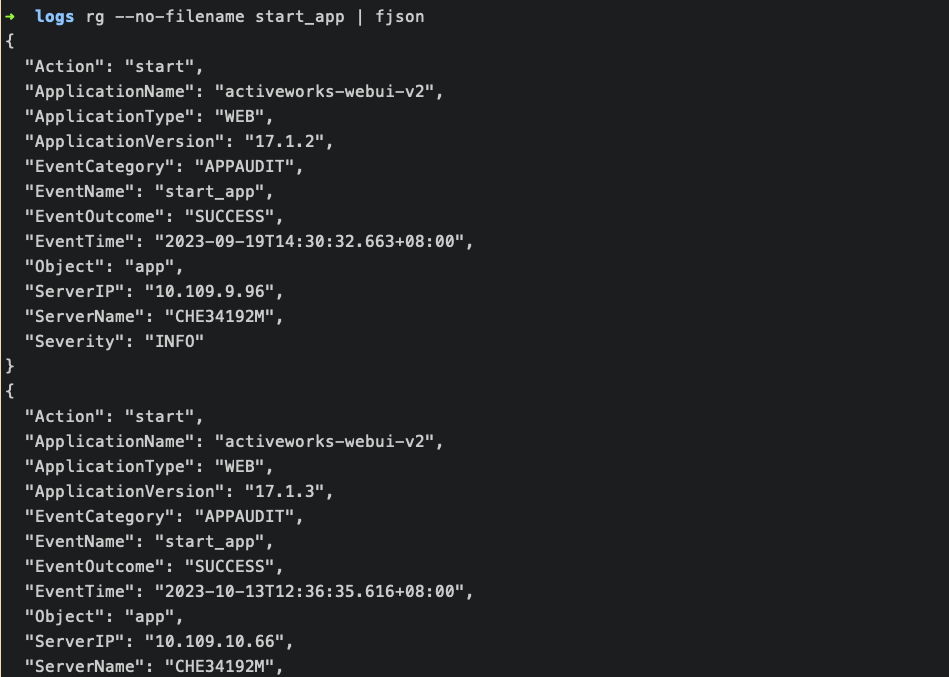 ➜  logs rg --no-filename start_app | fjson
{
  "Action": "start",
  "ApplicationName": "activeworks-webui-v2",
  "ApplicationType": "WEB",
  "ApplicationVersion": "17.1.2",
  "EventCategory": "APPAUDIT",
  "EventName": "start_app",
  "EventOutcome": "SUCCESS",
  "EventTime": "2023-09-19T14:30:32.663+08:00",
  "Object": "app",
  "ServerIP": "10.109.9.96",
  "ServerName": "CHE34192M",
  "Severity": "INFO"
}
{
  "Action": "start",
  "ApplicationName": "activeworks-webui-v2",
  "ApplicationType": "WEB",
  "ApplicationVersion": "17.1.3",
  "EventCategory": "APPAUDIT",
  "EventName": "start_app",
  "EventOutcome": "SUCCESS",
  "EventTime": "2023-10-13T12:36:35.616+08:00",
  "Object": "app",
  "ServerIP": "10.109.10.66",
  "ServerName": "CHE34192M",